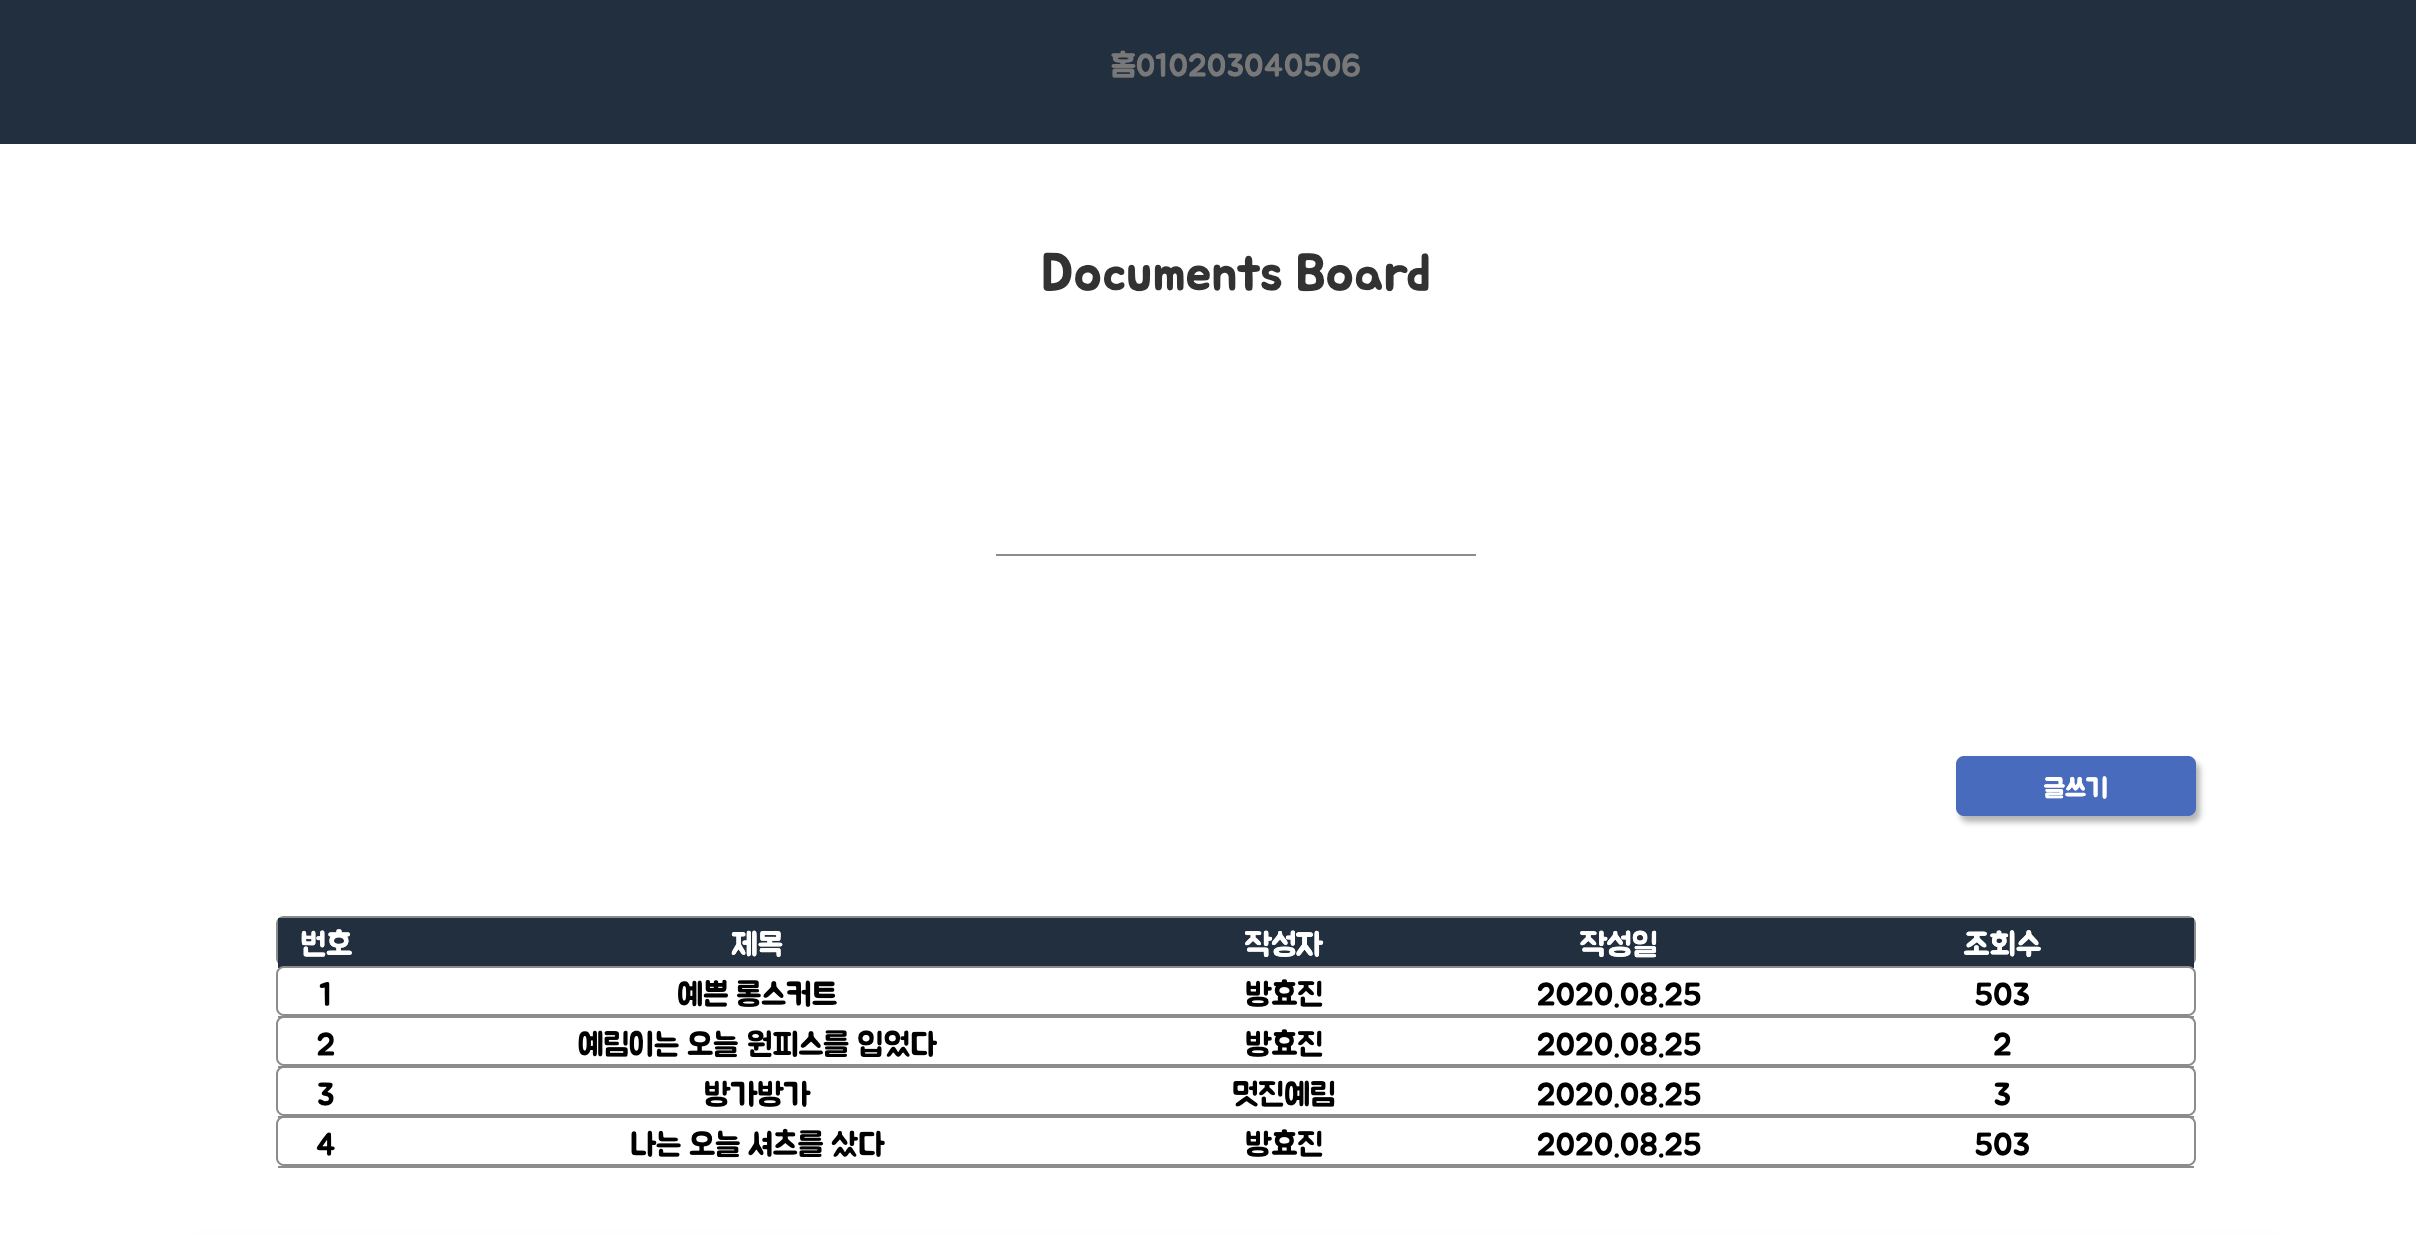 홈010203040506
Documents Board
글쓰기
번호 제목 작성자 작성일 조회수
1 예쁜 롱스커트 방효진 2020.08.25 503
2 예림이는 오늘 원피스를 입었다 방효진 2020.08.25 2
3 방가방가 멋진예림 2020.08.25 3
4 나는 오늘 셔츠를 샀다 방효진 2020.08.25 503